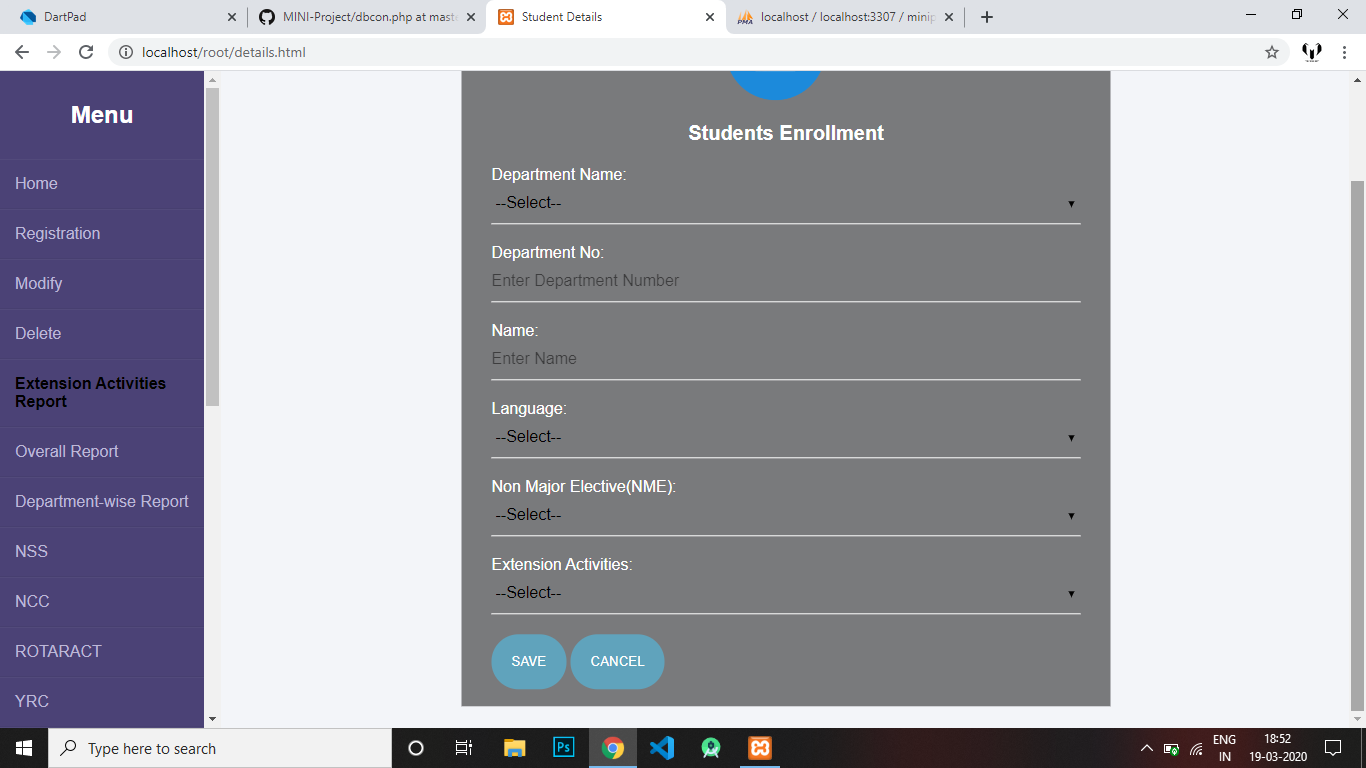 DartPad
MINI-Project/dbcon.php at mast
Student Details
PMA
localhost / localhost:3307 / minip
localhost/root/details.html
Menu
Home
Registration
Modify
Delete
Extension Activities
Report
Overall Report
Department-wise Report
NSS
NCC
ROTARACT
YRC
Students Enrollment
Department Name:
--Select--
Department No:
Enter Department Number
Name:
Enter Name
Language:
--Select--
Non Major Elective(NME):
--Select--
Extension Activities:
--Select--
SAVE
CANCEL
Type here to search
Ps
ENG
IN
18:52
19-03-2020